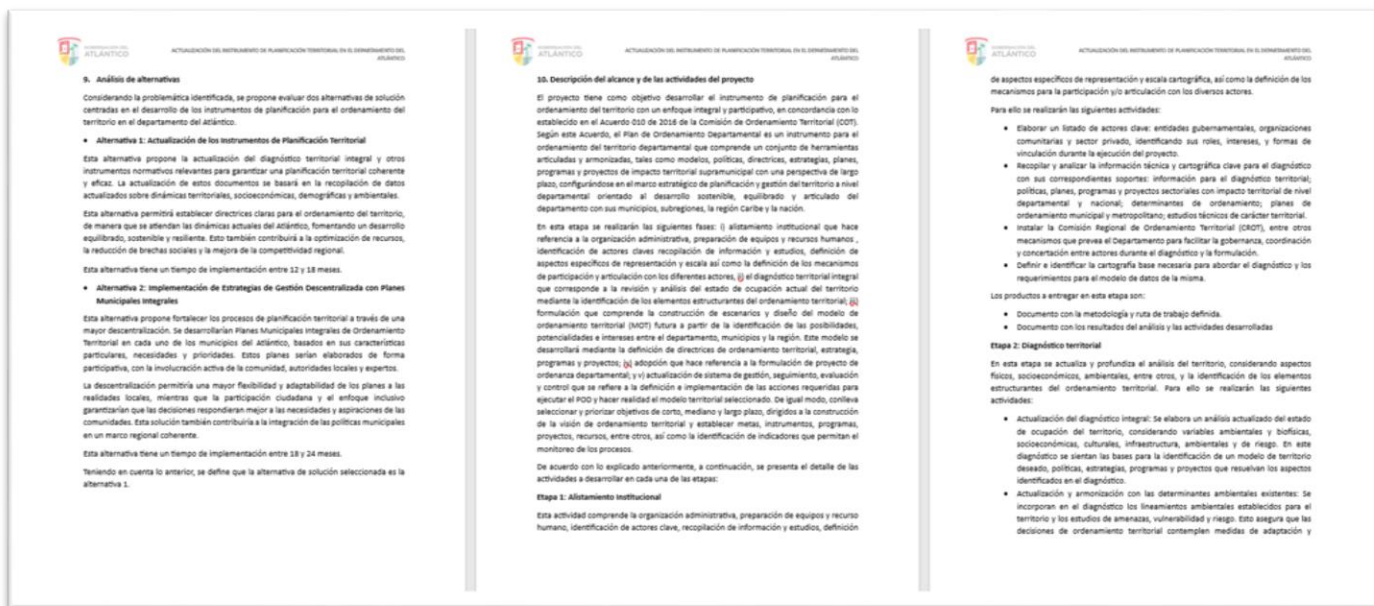 GOBERNACIÓN DEL
ATLÁNTICO
ACTUALIZACIÓN DEL INSTRUMENTO DE PLANIFICACIÓN TERRITORIAL EN EL DEPARTAMENTO DEL
ATLÁNTICO
9. Análisis de alternativas
Considerando la problemática identificada, se propone evaluar dos alternativas de solución
centradas en el desarrollo de los instrumentos de planificación para el ordenamiento del
territorio en el departamento del Atlántico.
• Alternativa 1: Actualización de los Instrumentos de Planificación Territorial
Esta alternativa propone la actualización del diagnóstico territorial integral y otros
instrumentos normativos relevantes para garantizar una planificación territorial coherente
y eficaz. La actualización de estos documentos se basará en la recopilación de datos
actualizados sobre dinámicas territoriales, socioeconómicas, demográficas y ambientales.
Esta alternativa permitirá establecer directrices claras para el ordenamiento del territorio,
de manera que se atiendan las dinámicas actuales del Atlántico, fomentando un desarrollo
equilibrado, sostenible y resiliente. Esto también contribuirá a la optimización de recursos,
la reducción de brechas sociales y la mejora de la competitividad regional.
Esta alternativa tiene un tiempo de implementación entre 12 y 18 meses.
• Alternativa 2: Implementación de Estrategias de Gestión Descentralizada con Planes
Municipales Integrales
Esta alternativa propone fortalecer los procesos de planificación territorial a través de una
mayor descentralización. Se desarrollarían Planes Municipales Integrales de Ordenamiento
Territorial en cada uno de los municipios del Atlántico, basados en sus características
particulares, necesidades y prioridades. Estos planes serían elaborados de forma
participativa, con la involucración activa de la comunidad, autoridades locales y expertos.
La descentralización permitiría una mayor flexibilidad y adaptabilidad de los planes a las
realidades locales, mientras que la participación ciudadana y el enfoque inclusivo
garantizarían que las decisiones respondieran mejor a las necesidades y aspiraciones de las
comunidades. Esta solución también contribuiría a la integración de las políticas municipales
en un marco regional coherente.
Esta alternativa tiene un tiempo de implementación entre 18 y 24 meses.
Teniendo en cuenta lo anterior, se define que la alternativa de solución seleccionada es la
alternativa 1.
GOBERNACIÓN DEL
ATLÁNTICO
ACTUALIZACIÓN DEL INSTRUMENTO DE PLANIFICACIÓN TERRITORIAL EN EL DEPARTAMENTO DEL
ATLÁNTICO
10. Descripción del alcance y de las actividades del proyecto
El proyecto tiene como objetivo desarrollar el instrumento de planificación para el
ordenamiento del territorio con un enfoque integral y participativo, en concordancia con lo
establecido en el Acuerdo 010 de 2016 de la Comisión de Ordenamiento Territorial (COT).
Según este Acuerdo, el Plan de Ordenamiento Departamental es un instrumento para el
ordenamiento del territorio departamental que comprende un conjunto de herramientas
articuladas y armonizadas, tales como modelos, políticas, directrices, estrategias, planes,
programas y proyectos de impacto territorial supramunicipal con una perspectiva de largo
plazo, configurándose en el marco estratégico de planificación y gestión del territorio a nivel
departamental orientado al desarrollo sostenible, equilibrado y articulado del
departamento con sus municipios, subregiones, la región Caribe y la nación.
En esta etapa se realizarán las siguientes fases: i) alistamiento institucional que hace
referencia a la organización administrativa, preparación de equipos y recursos humanos ,
identificación de actores claves recopilación de información y estudios, definición de
aspectos específicos de representación y escala así como la definición de los mecanismos
de participación y articulación con los diferentes actores, ii) el diagnóstico territorial integral
que corresponde a la revisión y análisis del estado de ocupación actual del territorio
mediante la identificación de los elementos estructurantes del ordenamiento territorial; iii)
formulación que comprende la construcción de escenarios y diseño del modelo de
ordenamiento territorial (MOT) futura a partir de la identificación de las posibilidades,
potencialidades e intereses entre el departamento, municipios y la región. Este modelo se
desarrollará mediante la definición de directrices de ordenamiento territorial, estrategia,
programas y proyectos; iv) adopción que hace referencia a la formulación de proyecto de
ordenanza departamental; y v) actualización de sistema de gestión, seguimiento, evaluación
y control que se refiere a la definición e implementación de las acciones requeridas para
ejecutar el POD y hacer realidad el modelo territorial seleccionado. De igual modo, conlleva
seleccionar y priorizar objetivos de corto, mediano y largo plazo, dirigidos a la construcción
de la visión de ordenamiento territorial y establecer metas, instrumentos, programas,
proyectos, recursos, entre otros, así como la identificación de indicadores que permitan el
monitoreo de los procesos.
De acuerdo con lo explicado anteriormente, a continuación, se presenta el detalle de las
actividades a desarrollar en cada una de las etapas:
Etapa 1: Alistamiento Institucional
Esta actividad comprende la organización administrativa, preparación de equipos y recurso
humano, identificación de actores clave, recopilación de información y estudios, definición
GOBERNACIÓN DEL
ATLÁNTICO
ACTUALIZACIÓN DEL INSTRUMENTO DE PLANIFICACIÓN TERRITORIAL EN EL DEPARTAMENTO DEL
ATLÁNTICO
de aspectos específicos de representación y escala cartográfica, así como la definición de los
mecanismos para la participación y/o articulación con los diversos actores.
Para ello se realizarán las siguientes actividades:
• Elaborar un listado de actores clave: entidades gubernamentales, organizaciones
comunitarias y sector privado, identificando sus roles, intereses, y formas de
vinculación durante la ejecución del proyecto.
• Recopilar y analizar la información técnica y cartográfica clave para el diagnóstico
con sus correspondientes soportes: información para el diagnóstico territorial;
políticas, planes, programas y proyectos sectoriales con impacto territorial de nivel
departamental y nacional; determinantes de ordenamiento; planes de
ordenamiento municipal y metropolitano; estudios técnicos de carácter territorial.
• Instalar la Comisión Regional de Ordenamiento Territorial (CROT), entre otros
mecanismos que prevea el Departamento para facilitar la gobernanza, coordinación
y concertación entre actores durante el diagnóstico y la formulación.
• Definir e identificar la cartografía base necesaria para abordar el diagnóstico y los
requerimientos para el modelo de datos de la misma.
Los productos a entregar en esta etapa son:
• Documento con la metodología y ruta de trabajo definida.
• Documento con los resultados del análisis y las actividades desarrolladas
Etapa 2: Diagnóstico territorial
En esta etapa se actualiza y profundiza el análisis del territorio, considerando aspectos
físicos, socioeconómicos, ambientales, entre otros, y la identificación de los elementos
estructurantes del ordenamiento territorial. Para ello se realizarán las siguientes
actividades:
• Actualización del diagnóstico integral: Se elabora un análisis actualizado del estado
de ocupación del territorio, considerando variables ambientales y biofísicas,
socioeconómicas, culturales, infraestructura, ambientales y de riesgo. En este
diagnóstico se sientan las bases para la identificación de un modelo de territorio
deseado, políticas, estrategias, programas y proyectos que resuelvan los aspectos
identificados en el diagnóstico.
• Actualización y armonización con las determinantes ambientales existentes: Se
incorporan en el diagnóstico los lineamientos ambientales establecidos para el
territorio y los estudios de amenazas, vulnerabilidad y riesgo. Esto asegura que las
decisiones de ordenamiento territorial contemplen medidas de adaptación y